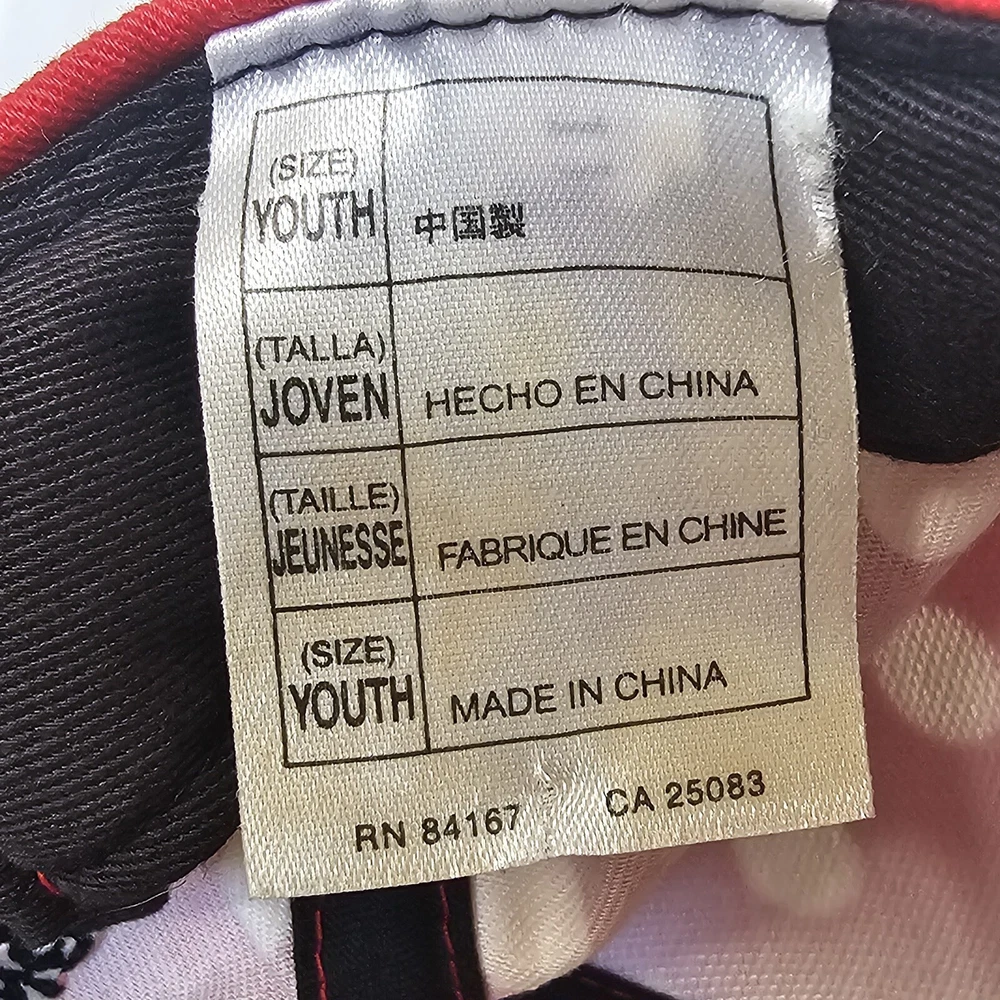 (SIZE)
YOUTH
中国製
(TALLA)
JOVEN
HECHO EN CHINA
(TAILLE)
JEUNESSE
FABRIQUE EN CHINE
(SIZE)
YOUTH
MADE IN CHINA
RN 84167 CA 25083